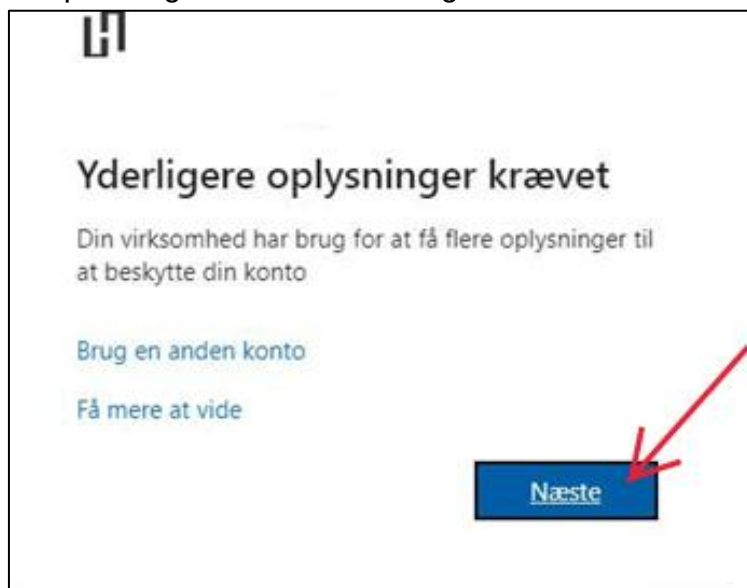 Yderligere oplysninger krævet
Din virksomhed har brug for at få flere oplysninger til
at beskytte din konto
Brug en anden konto
Få mere at vide
Næste